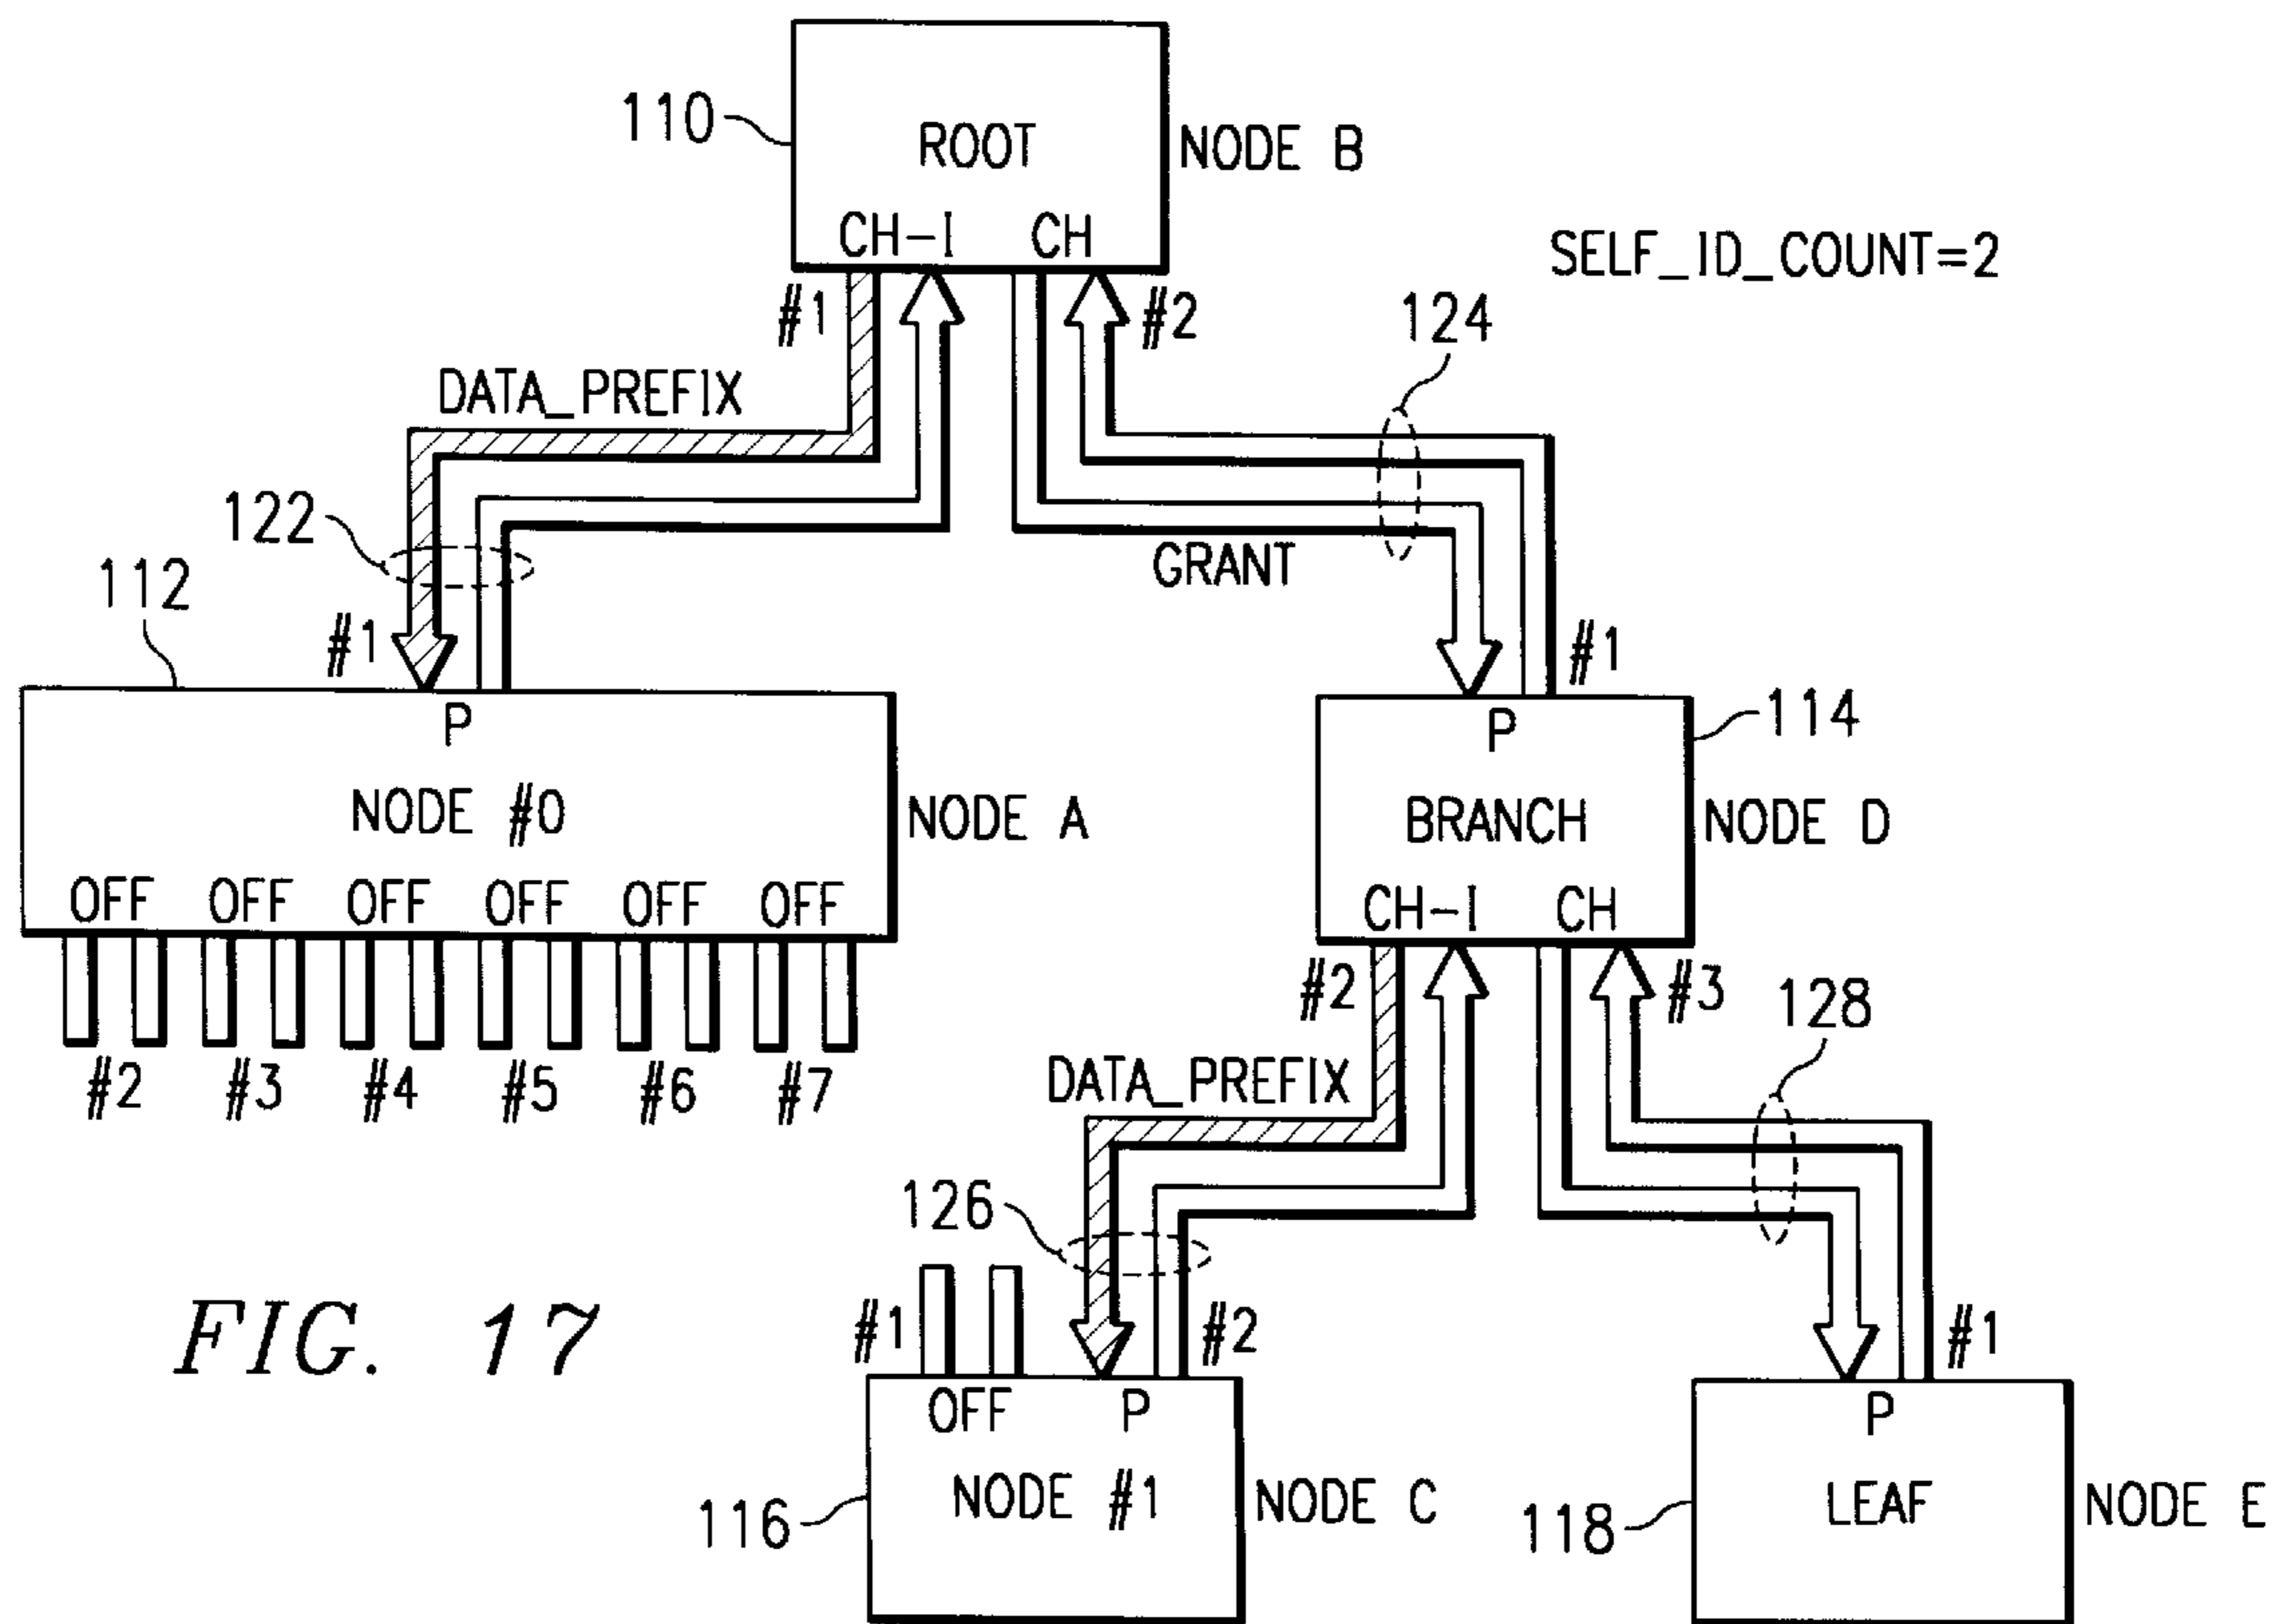 110
ROOT
NODE B
CH-I
CH
SELF_ID_COUNT=2
#1
#2
124
DATA_PREFIX
122
GRANT
112
#1
#1
P
P
114
NODE #0
NODE A
BRANCH
NODE D
OFF OFF OFF OFF OFF OFF
CH-I
CH
#2
#3
128
#2 #3 #4 #5 #6 #7
DATA_PREFIX
126
#1
#2
#1
FIG. 17
OFF
P
P
NODE #1
NODE C
LEAF
NODE E
116
118